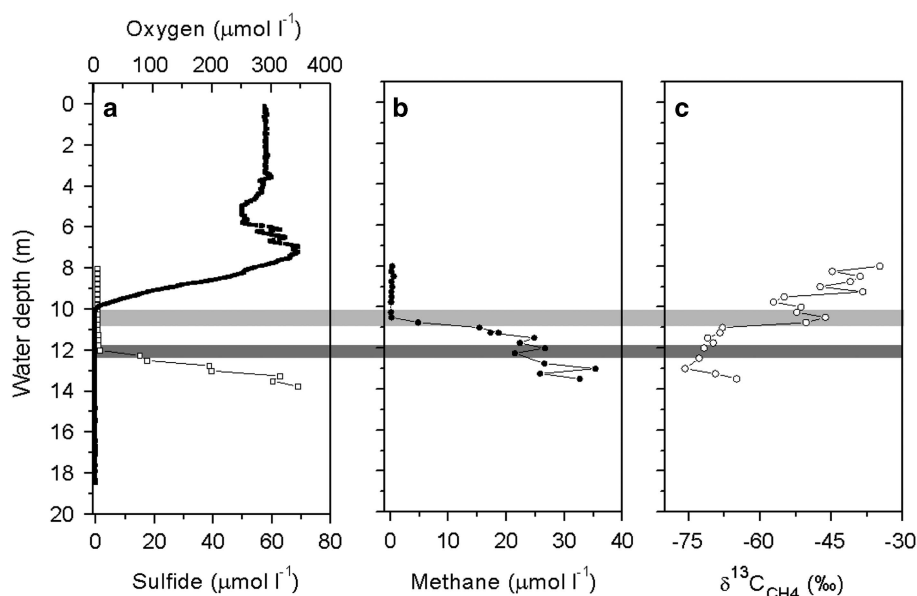 Oxygen (μmol l⁻¹)
0 100 200 300 400
a b c
0
2
4
6
8
10
12
14
16
18
20
Water depth (m)
0 20 40 60 80 0 10 20 30 40 -75 -60 -45 -30
Sulfide (μmol l⁻¹) Methane (μmol l⁻¹) δ¹³C_CH4 (‰)